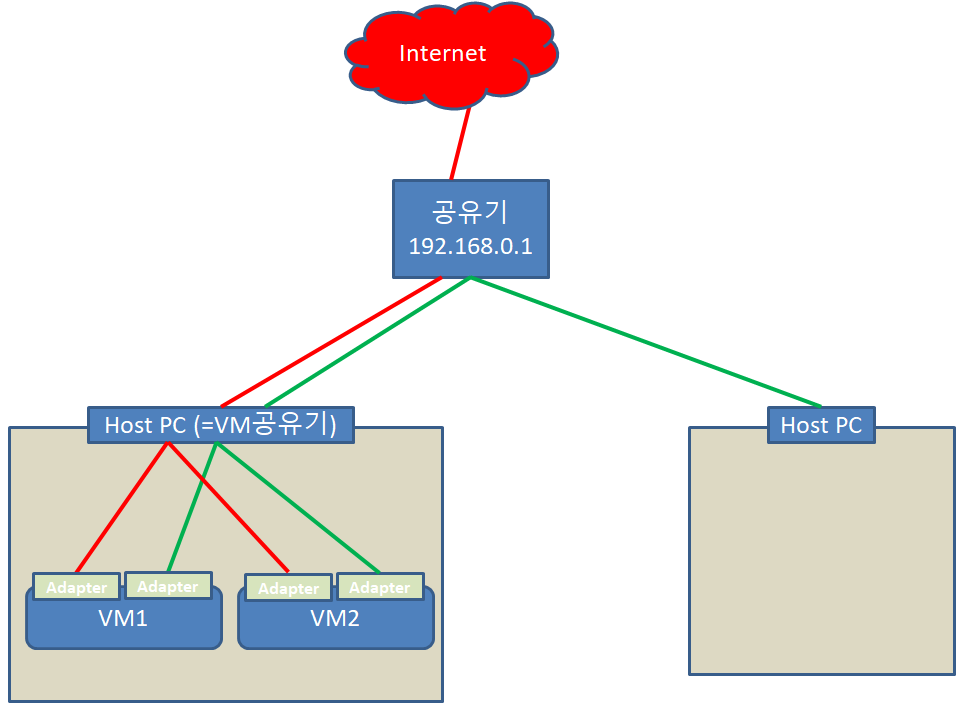 Internet
공유기
192.168.0.1
Host PC (=VM공유기)
Host PC
Adapter
Adapter
Adapter
Adapter
VM1
VM2